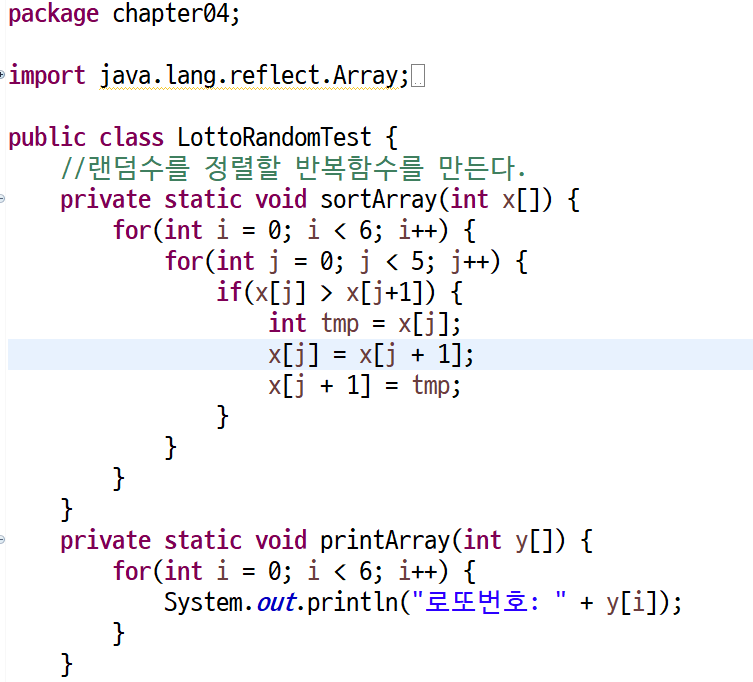 package chapter04;
import java.lang.reflect.Array;
public class LottoRandomTest {
//랜덤수를 정렬할 반복함수를 만든다.
private static void sortArray(int x[]) {
for(int i = 0; i < 6; i++) {
for(int j = 0; j < 5; j++) {
if(x[j] > x[j+1]) {
int tmp = x[j];
x[j] = x[j + 1];
x[j + 1] = tmp;
}
}
}
}
private static void printArray(int y[]) {
for(int i = 0; i < 6; i++) {
System.out.println("로또번호: " + y[i]);
}
}